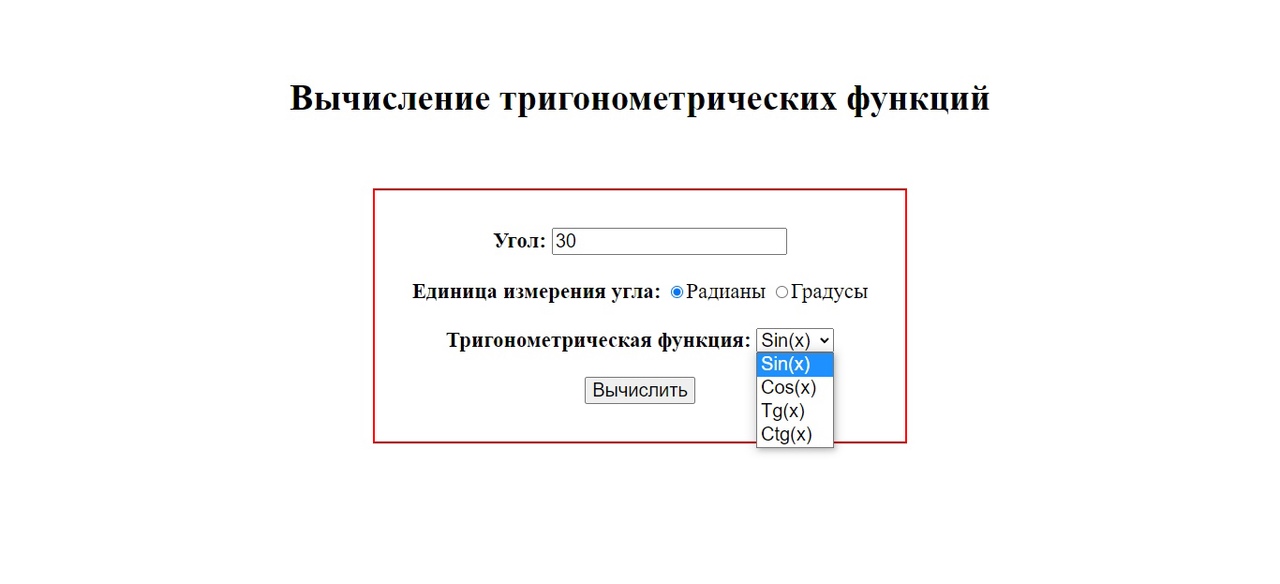 Вычисление тригонометрических функций
Угол: 30
Единица измерения угла: Радианы Градусы
Тригонометрическая функция: Sin(x)
Sin(x)
Cos(x)
Вычислить
Tg(x)
Ctg(x)